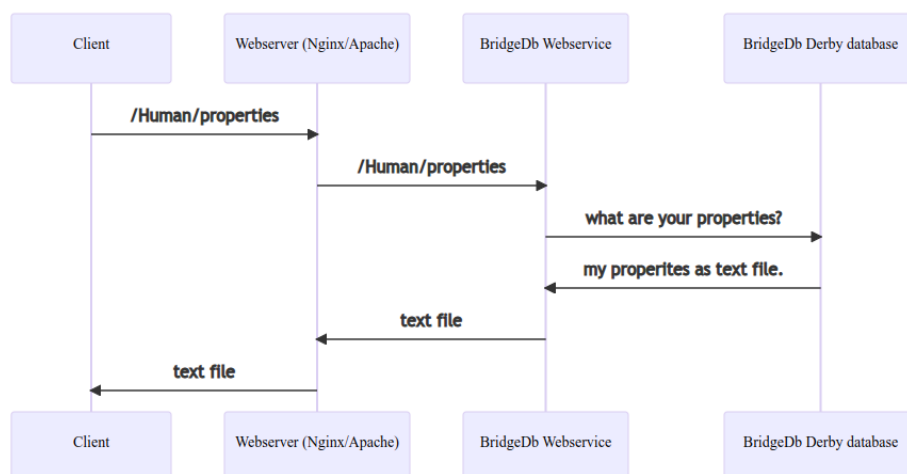 Client
Webserver (Nginx/Apache)
BridgeDb Webservice
BridgeDb Derby database
/Human/properties
/Human/properties
what are your properties?
my properites as text file.
text file
text file
Client
Webserver (Nginx/Apache)
BridgeDb Webservice
BridgeDb Derby database